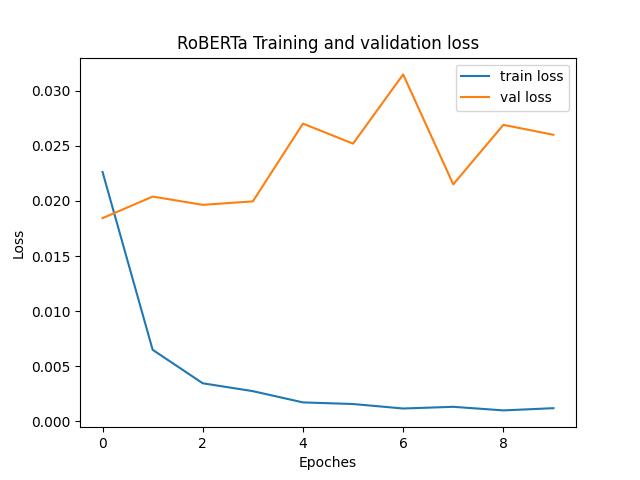 RoBERTa Training and validation loss
train loss
val loss
0.030
0.025
0.020
0.015
0.010
0.005
0.000
Loss
0 2 4 6 8
Epoches